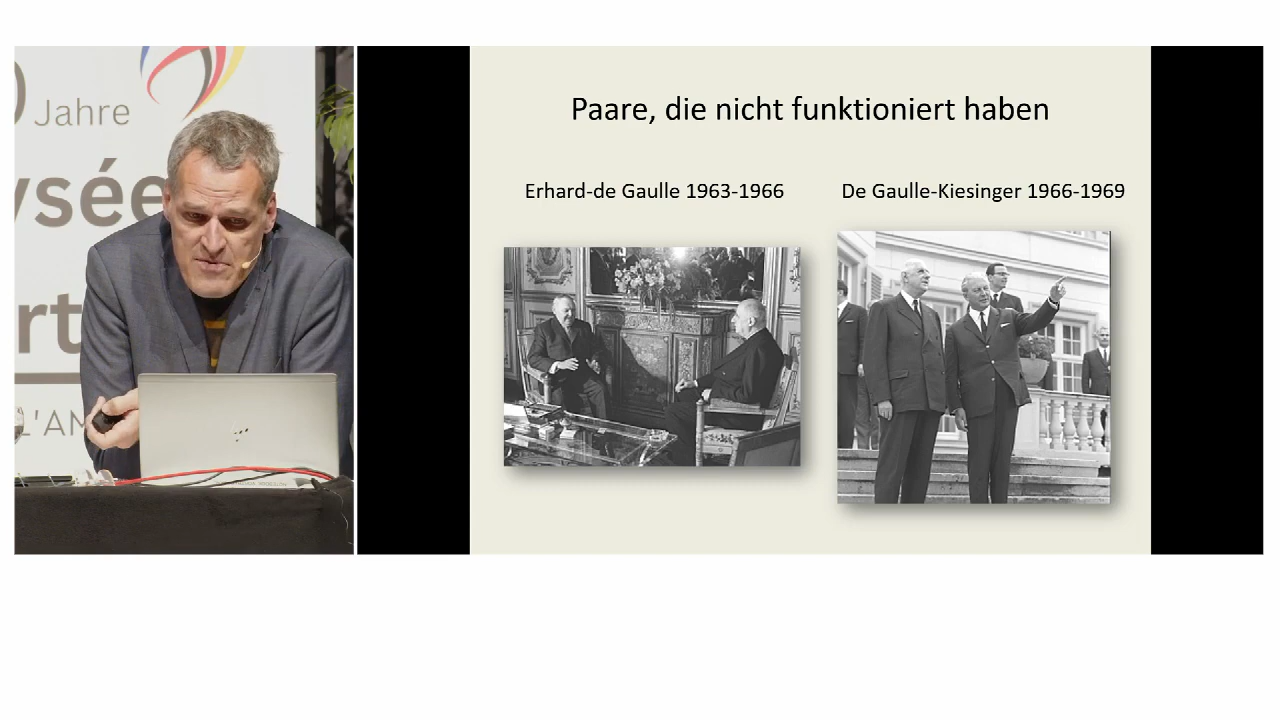 Jahre
ysée
rt
L'AM
Paare, die nicht funktioniert haben
Erhard-de Gaulle 1963-1966
De Gaulle-Kiesinger 1966-1969